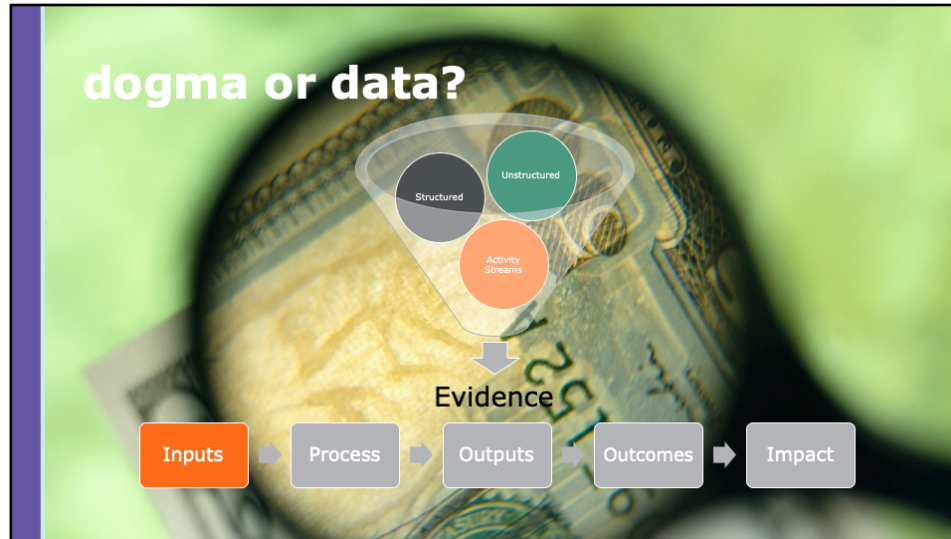 dogma or data?
Structured
Unstructured
Activity
Streams
Evidence
Inputs
Process
Outputs
Outcomes
Impact